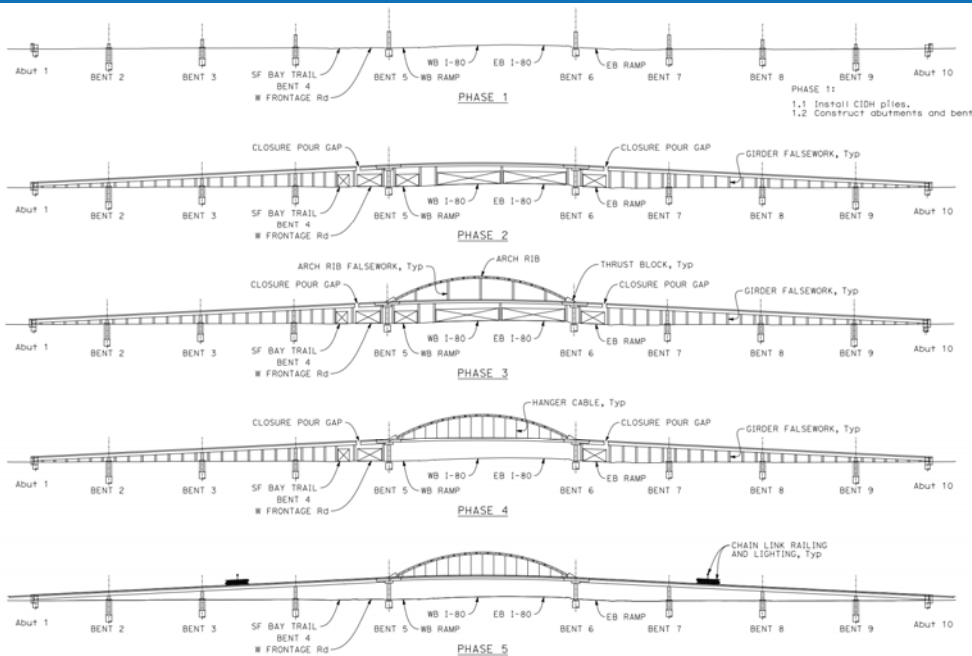 Abut 1
BENT 2
BENT 3
SF BAY TRAIL
BENT 4
W FRONTAGE Rd
BENT 5
WB RAMP
WB I-80
EB I-80
BENT 6
EB RAMP
BENT 7
BENT 8
BENT 9
Abut 10
PHASE 1
PHASE 1:
1.1 Install CIDH piles.
1.2 Construct abutments and bent
CLOSURE POUR GAP
CLOSURE POUR GAP
GIRDER FALSEWORK, Typ
Abut 1
BENT 2
BENT 3
SF BAY TRAIL
BENT 4
W FRONTAGE Rd
BENT 5
WB RAMP
WB I-80
EB I-80
BENT 6
EB RAMP
BENT 7
BENT 8
BENT 9
Abut 10
PHASE 2
ARCH RIB FALSEWORK, Typ
ARCH RIB
THRUST BLOCK, Typ
CLOSURE POUR GAP
CLOSURE POUR GAP
GIRDER FALSEWORK, Typ
Abut 1
BENT 2
BENT 3
SF BAY TRAIL
BENT 4
W FRONTAGE Rd
BENT 5
WB RAMP
WB I-80
EB I-80
BENT 6
EB RAMP
BENT 7
BENT 8
BENT 9
Abut 10
PHASE 3
HANGER CABLE, Typ
CLOSURE POUR GAP
CLOSURE POUR GAP
GIRDER FALSEWORK, Typ
Abut 1
BENT 2
BENT 3
SF BAY TRAIL
BENT 4
W FRONTAGE Rd
BENT 5
WB RAMP
WB I-80
EB I-80
BENT 6
EB RAMP
BENT 7
BENT 8
BENT 9
Abut 10
PHASE 4
CHAIN LINK RAILING
AND LIGHTING, Typ
Abut 1
BENT 2
BENT 3
SF BAY TRAIL
BENT 4
W FRONTAGE Rd
BENT 5
WB RAMP
WB I-80
EB I-80
BENT 6
EB RAMP
BENT 7
BENT 8
BENT 9
Abut 10
PHASE 5